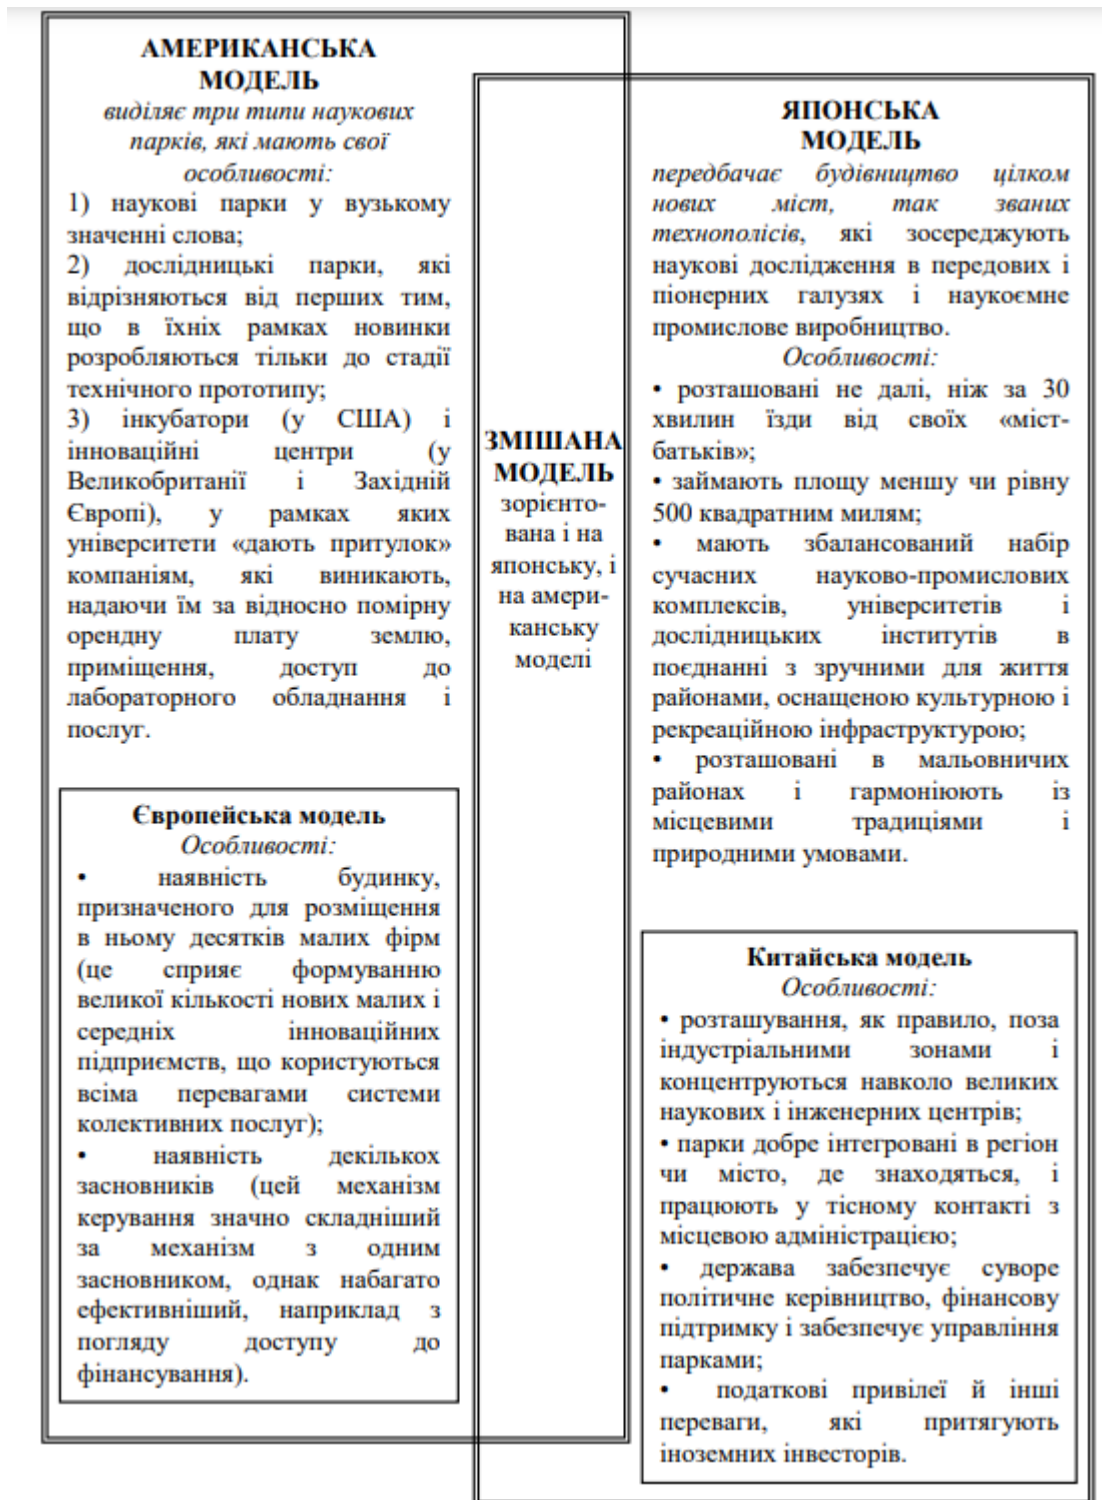 АМЕРИКАНСЬКА
МОДЕЛЬ
виділяє три типи наукових
парків, які мають свої
особливості:
1) наукові парки у вузькому
значенні слова;
2) дослідницькі парки, які
відрізняються від перших тим,
що в їхніх рамках новинки
розробляються тільки до стадії
технічного прототипу;
3) інкубатори (у США) і
інноваційні центри (у
Великобританії і Західній
Європі), у рамках яких
університети «дають притулок»
компаніям, які виникають,
надаючи їм за відносно помірну
орендну плату землю,
приміщення, доступ до
лабораторного обладнання і
послуг.
Європейська модель
Особливості:
• наявність будинку,
призначеного для розміщення
в ньому десятків малих фірм
(це сприяє формуванню
великої кількості нових малих і
середніх інноваційних
підприємств, що користуються
всіма перевагами системи
колективних послуг);
• наявність декількох
засновників (цей механізм
керування значно складніший
за механізм з одним
засновником, однак набагато
ефективніший, наприклад з
погляду доступу до
фінансування).
ЗМІШАНА
МОДЕЛЬ
зорієнто-
вана і на
японську, і
на амери-
канську
моделі
ЯПОНСЬКА
МОДЕЛЬ
передбачає будівництво цілком
нових міст, так званих
технополісів, які зосереджують
наукові дослідження в передових і
піонерних галузях і наукоємне
промислове виробництво.
Особливості:
• розташовані не далі, ніж за 30
хвилин їзди від своїх «міст-
батьків»;
• займають площу меншу чи рівну
500 квадратним милям;
• мають збалансований набір
сучасних науково-промислових
комплексів, університетів і
дослідницьких інститутів в
поєднанні з зручними для життя
районами, оснащеною культурною і
рекреаційною інфраструктурою;
• розташовані в мальовничих
районах і гармоніюють із
місцевими традиціями і
природними умовами.
Китайська модель
Особливості:
• розташування, як правило, поза
індустріальними зонами і
концентруються навколо великих
наукових і інженерних центрів;
• парки добре інтегровані в регіон
чи місто, де знаходяться, і
працюють у тісному контакті з
місцевою адміністрацією;
• держава забезпечує суворе
політичне керівництво, фінансову
підтримку і забезпечує управління
парками;
• податкові привілеї й інші
переваги, які притягують
іноземних інвесторів.